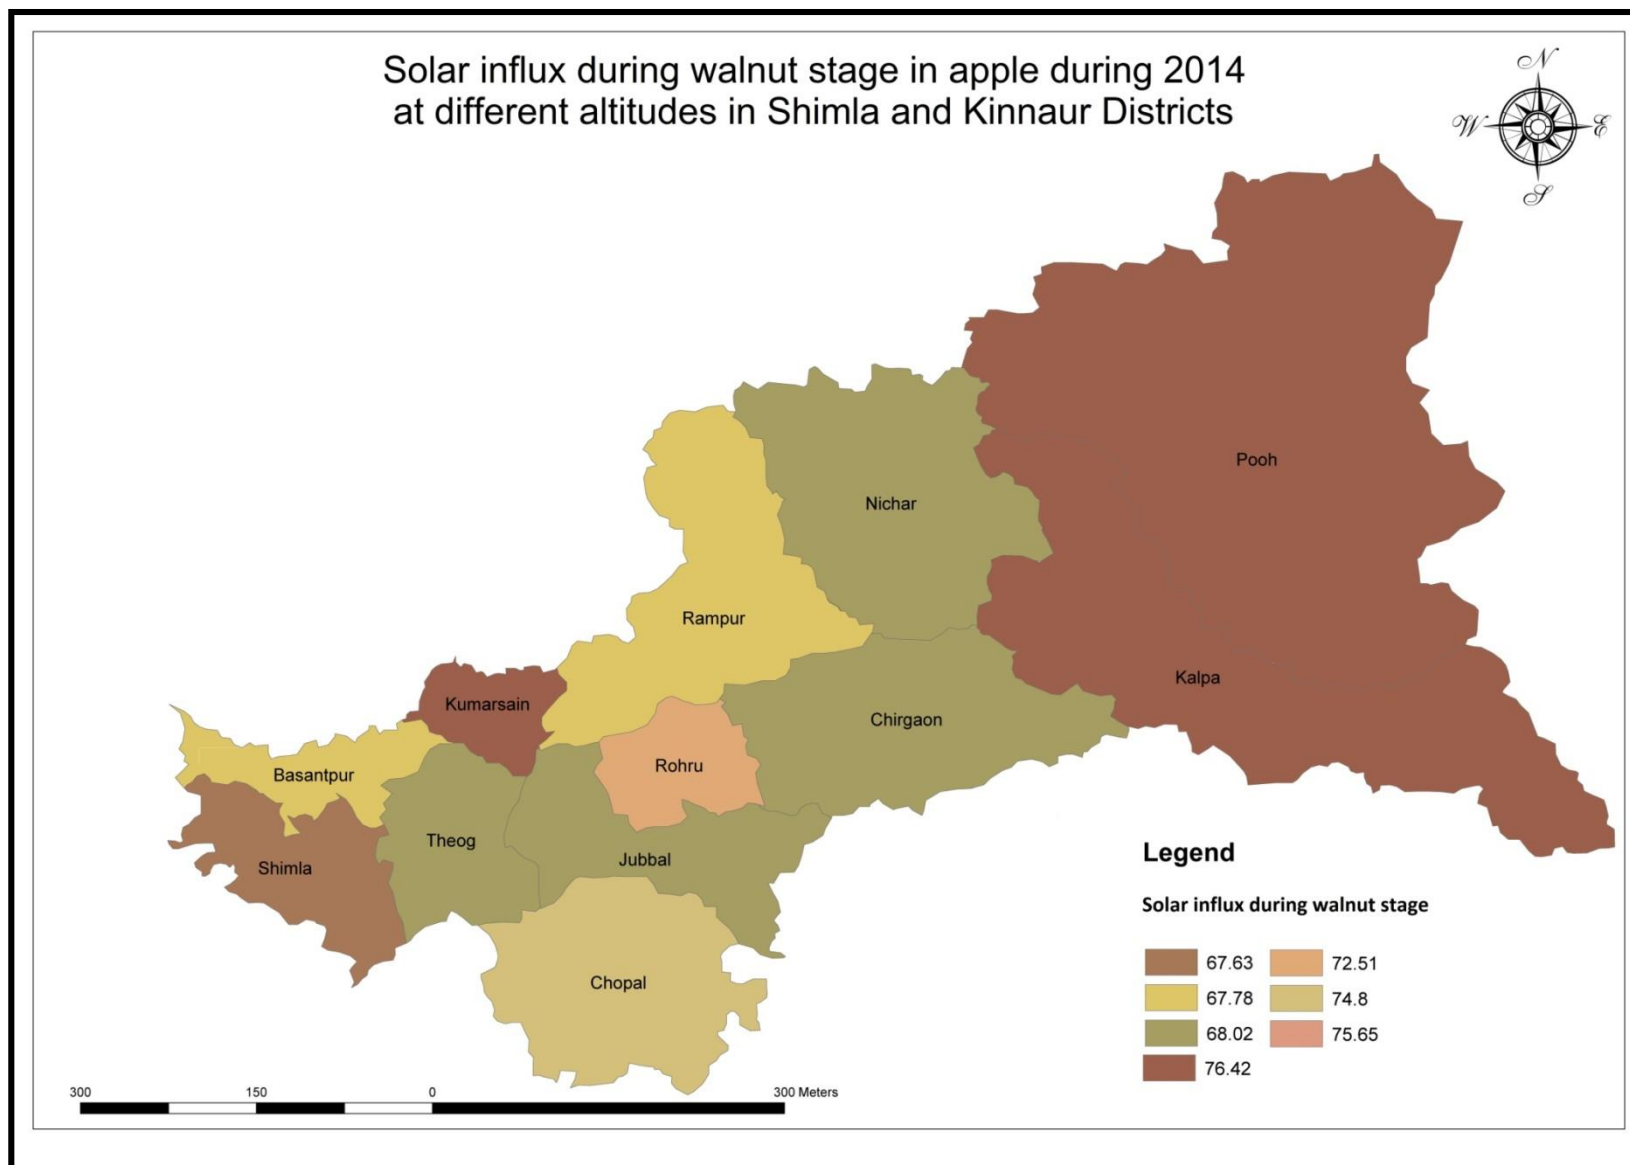 Solar influx during walnut stage in apple during 2014
at different altitudes in Shimla and Kinnaur Districts
N
W
E
S
Pooh
Nichar
Rampur
Kalpa
Kumarsain
Chirgaon
Rohru
Basantpur
Theog
Jubbal
Shimla
Chopal
Legend
Solar influx during walnut stage
67.63
72.51
67.78
74.8
68.02
75.65
76.42
300 150 0 300 Meters